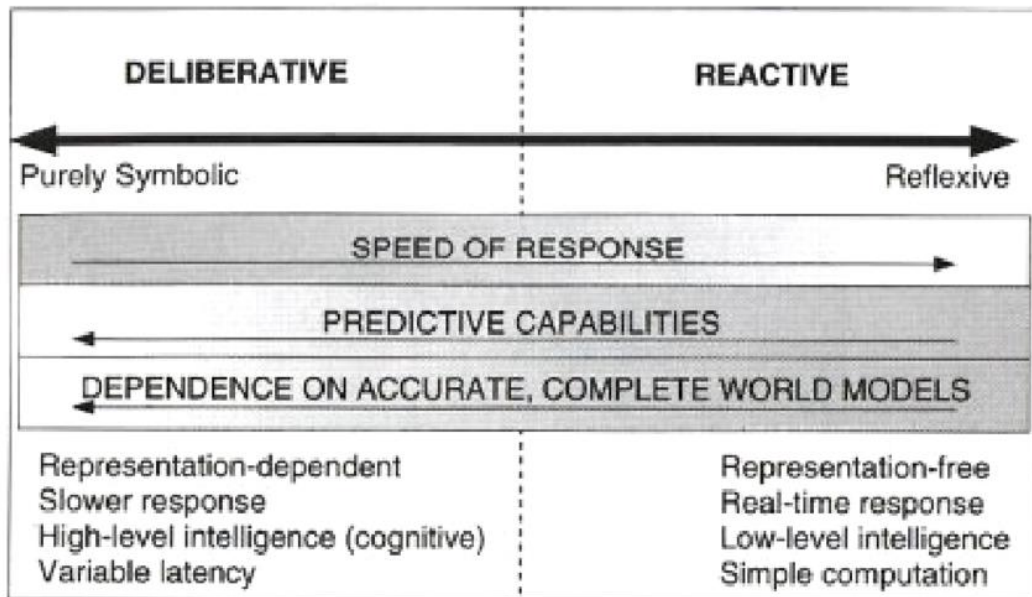 DELIBERATIVE
REACTIVE
Purely Symbolic
Reflexive
SPEED OF RESPONSE
PREDICTIVE CAPABILITIES
DEPENDENCE ON ACCURATE, COMPLETE WORLD MODELS
Representation-dependent
Slower response
High-level intelligence (cognitive)
Variable latency
Representation-free
Real-time response
Low-level intelligence
Simple computation